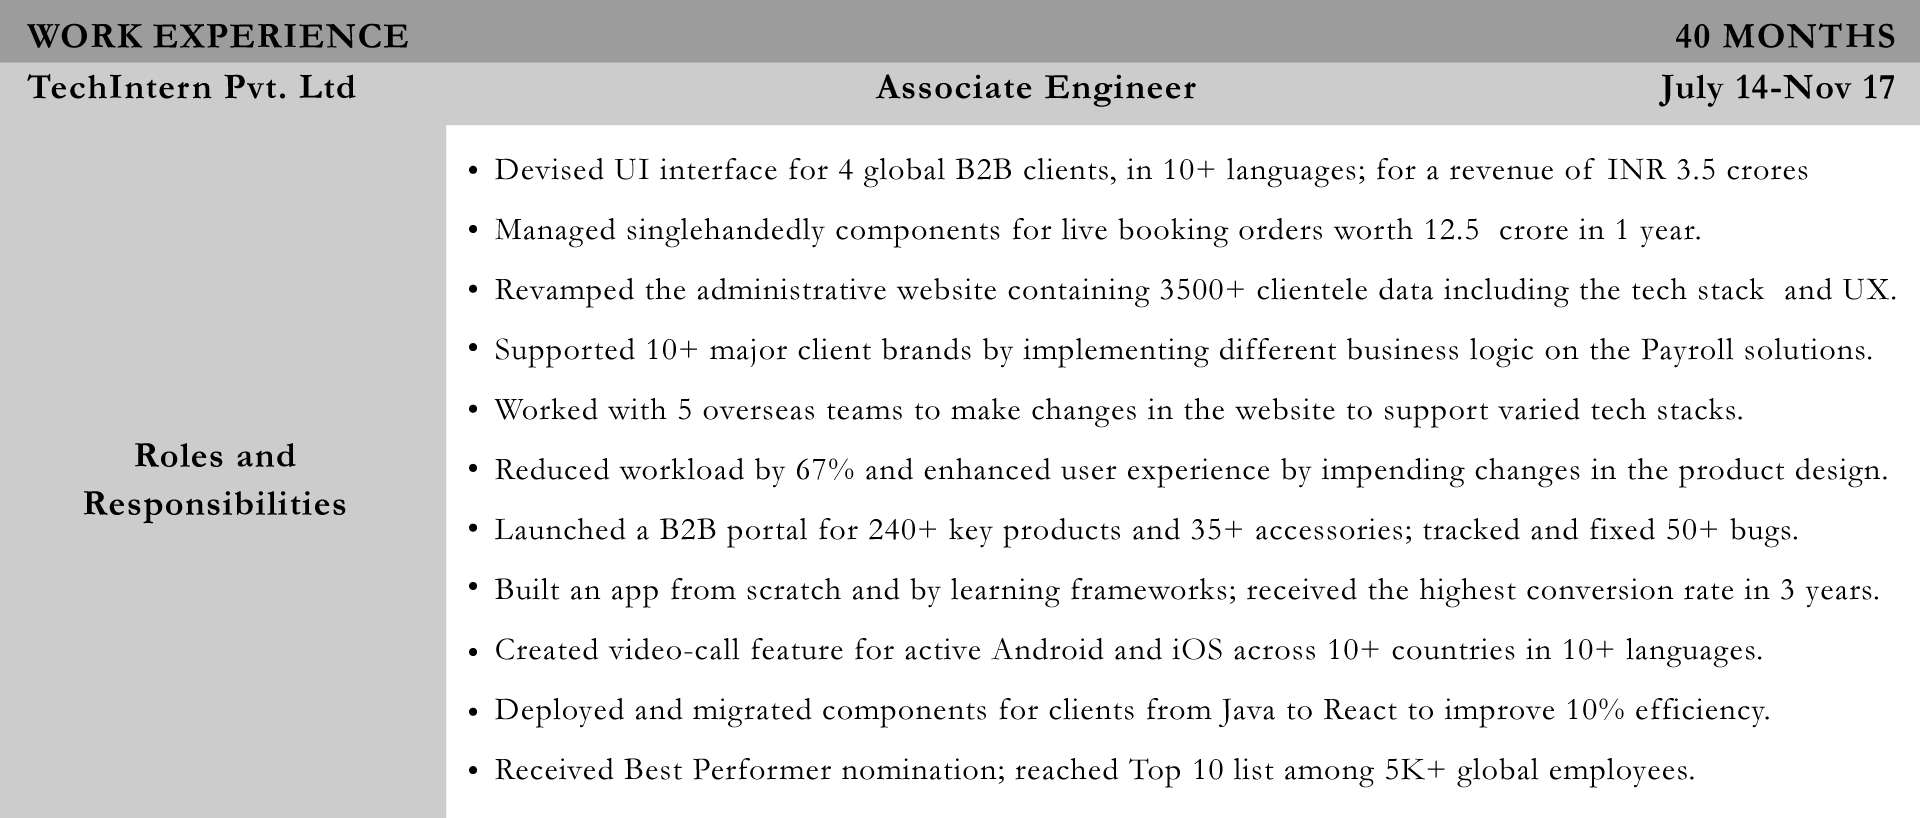 WORK EXPERIENCE 40 MONTHS
TechIntern Pvt. Ltd Associate Engineer July 14-Nov 17
Roles and
Responsibilities
• Devised UI interface for 4 global B2B clients, in 10+ languages; for a revenue of INR 3.5 crores
• Managed singlehandedly components for live booking orders worth 12.5 crore in 1 year.
• Revamped the administrative website containing 3500+ clientele data including the tech stack and UX.
• Supported 10+ major client brands by implementing different business logic on the Payroll solutions.
• Worked with 5 overseas teams to make changes in the website to support varied tech stacks.
• Reduced workload by 67% and enhanced user experience by impending changes in the product design.
• Launched a B2B portal for 240+ key products and 35+ accessories; tracked and fixed 50+ bugs.
• Built an app from scratch and by learning frameworks; received the highest conversion rate in 3 years.
• Created video-call feature for active Android and iOS across 10+ countries in 10+ languages.
• Deployed and migrated components for clients from Java to React to improve 10% efficiency.
• Received Best Performer nomination; reached Top 10 list among 5K+ global employees.